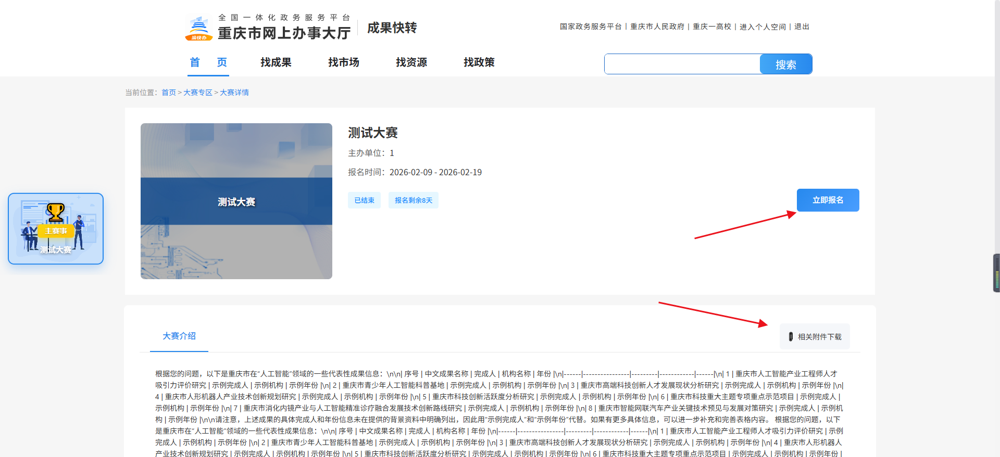 全国一体化政务服务平台
重庆市网上办事大厅
成果快转
渝快办
国家政务服务平台 | 重庆市人民政府 | 重庆一高校 | 进入个人空间 | 退出
首 页 找成果 找市场 找资源 找政策
搜索
当前位置：首页 > 大赛专区 > 大赛详情
测试大赛
测试大赛
主办单位：1
报名时间：2026-02-09 - 2026-02-19
已结束 报名剩余8天
立即报名
主赛事
测试大赛
大赛介绍
相关附件下载
根据您的问题，以下是重庆市在“人工智能”领域的一些代表性成果信息：\n\n| 序号 | 中文成果名称 | 完成人 | 机构名称 | 年份 |\n|------|----------------|---------|------------|------|\n| 1 | 重庆市人工智能产业工程师人才
吸引力评价研究 | 示例完成人 | 示例机构 | 示例年份 |\n| 2 | 重庆市青少年人工智能科普基地 | 示例完成人 | 示例机构 | 示例年份 |\n| 3 | 重庆市高端科技创新人才发展现状分析研究 | 示例完成人 | 示例机构 | 示例年份 |\n|
4 | 重庆市人形机器人产业技术创新规划研究 | 示例完成人 | 示例机构 | 示例年份 |\n| 5 | 重庆市科技创新活跃度分析研究 | 示例完成人 | 示例机构 | 示例年份 |\n| 6 | 重庆市科技重大主题专项重点示范项目 | 示例完成人 |
示例机构 | 示例年份 |\n| 7 | 重庆市消化内镜产业与人工智能精准诊疗融合发展技术创新路线研究 | 示例完成人 | 示例机构 | 示例年份 |\n| 8 | 重庆市智能网联汽车产业关键技术预见与发展对策研究 | 示例完成人 | 示例机
构 | 示例年份 |\n\n请注意，上述成果的具体完成人和年份信息未在提供的背景资料中明确列出，因此用“示例完成人”和“示例年份”代替。如果有更多具体信息，可以进一步补充和完善表格内容。 根据您的问题，以下
是重庆市在“人工智能”领域的一些代表性成果信息：\n\n| 序号 | 中文成果名称 | 完成人 | 机构名称 | 年份 |\n|------|----------------|---------|------------|------|\n| 1 | 重庆市人工智能产业工程师人才吸引力评价研究 | 示例
完成人 | 示例机构 | 示例年份 |\n| 2 | 重庆市青少年人工智能科普基地 | 示例完成人 | 示例机构 | 示例年份 |\n| 3 | 重庆市高端科技创新人才发展现状分析研究 | 示例完成人 | 示例机构 | 示例年份 |\n| 4 | 重庆市人形机器人
产业技术创新规划研究 | 示例完成人 | 示例机构 | 示例年份 |\n| 5 | 重庆市科技创新活跃度分析研究 | 示例完成人 | 示例机构 | 示例年份 |\n| 6 | 重庆市科技重大主题专项重点示范项目 | 示例完成人 | 示例机构 | 示例年份 |